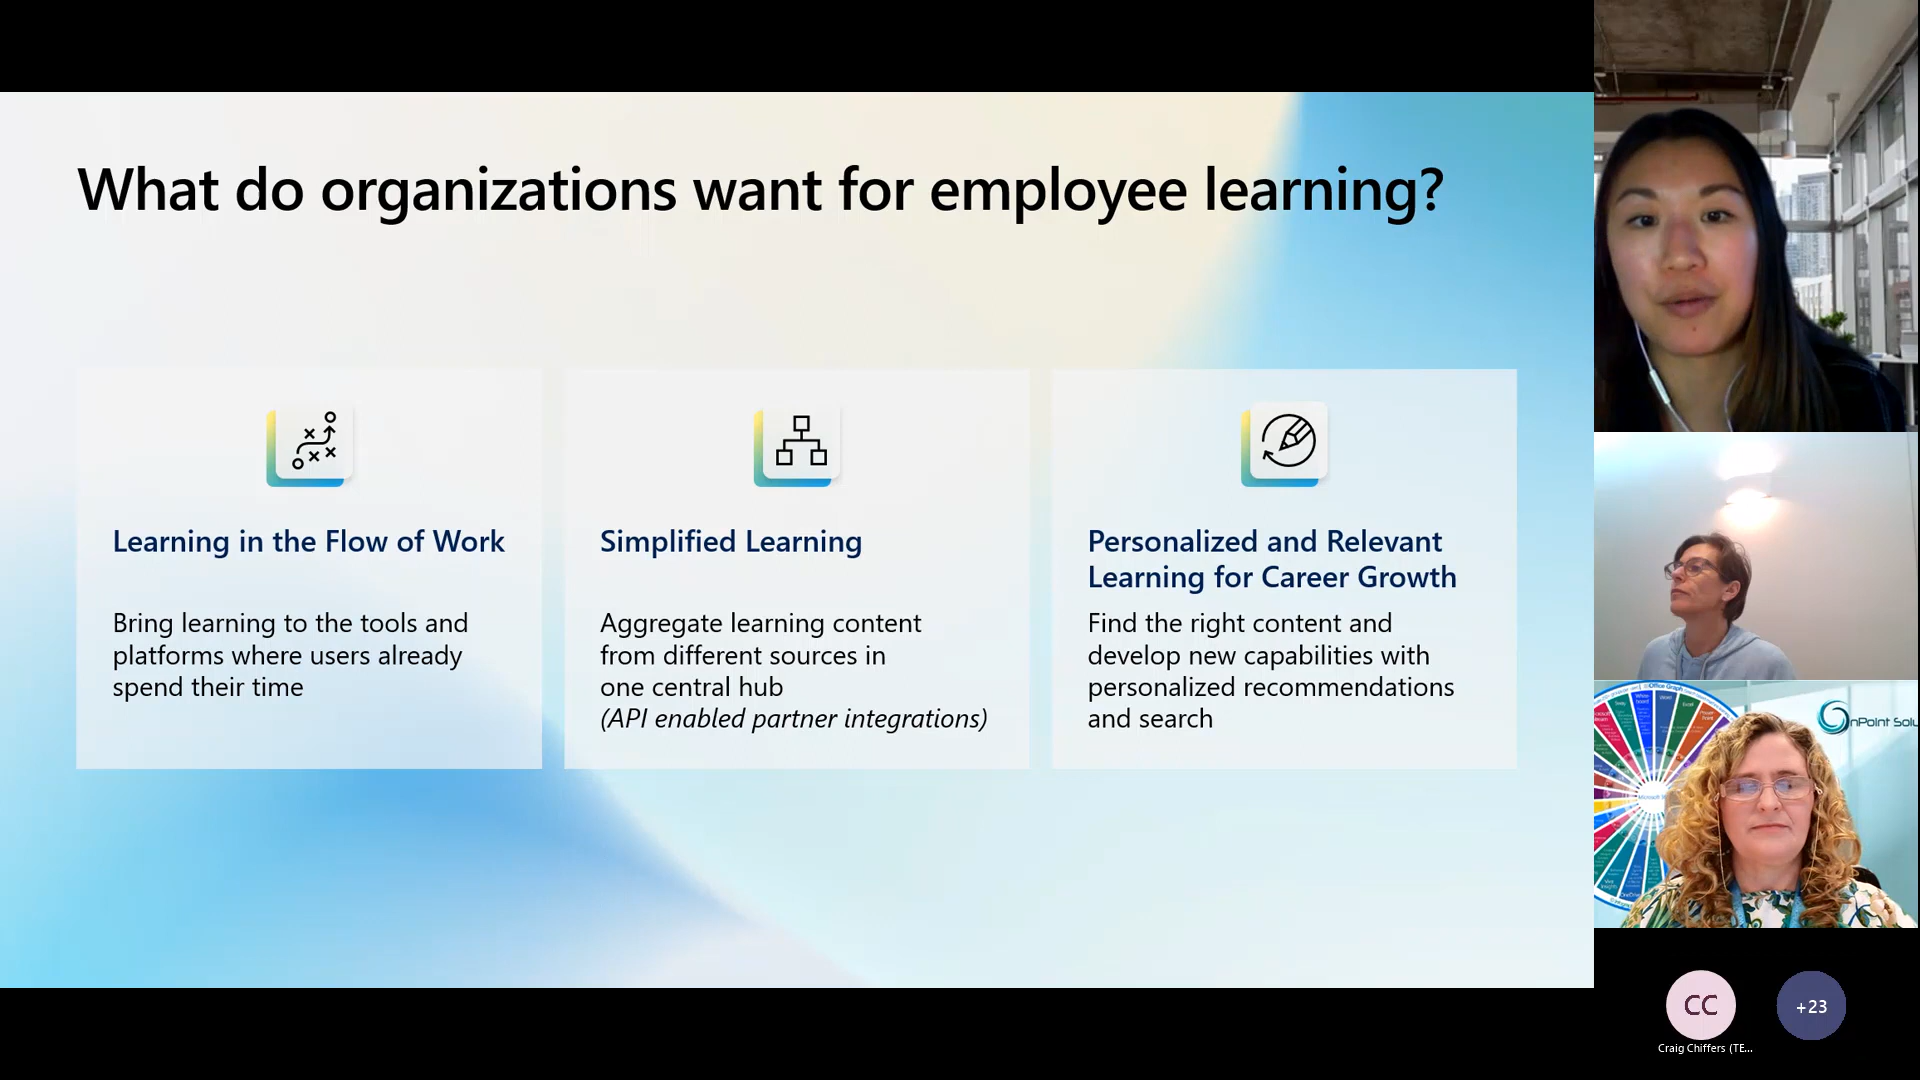 What do organizations want for employee learning?
Learning in the Flow of Work
Bring learning to the tools and
platforms where users already
spend their time
Simplified Learning
Aggregate learning content
from different sources in
one central hub
(API enabled partner integrations)
Personalized and Relevant
Learning for Career Growth
Find the right content and
develop new capabilities with
personalized recommendations
and search
nPoint Solu
CC
Craig Chiffers (TE...
+23